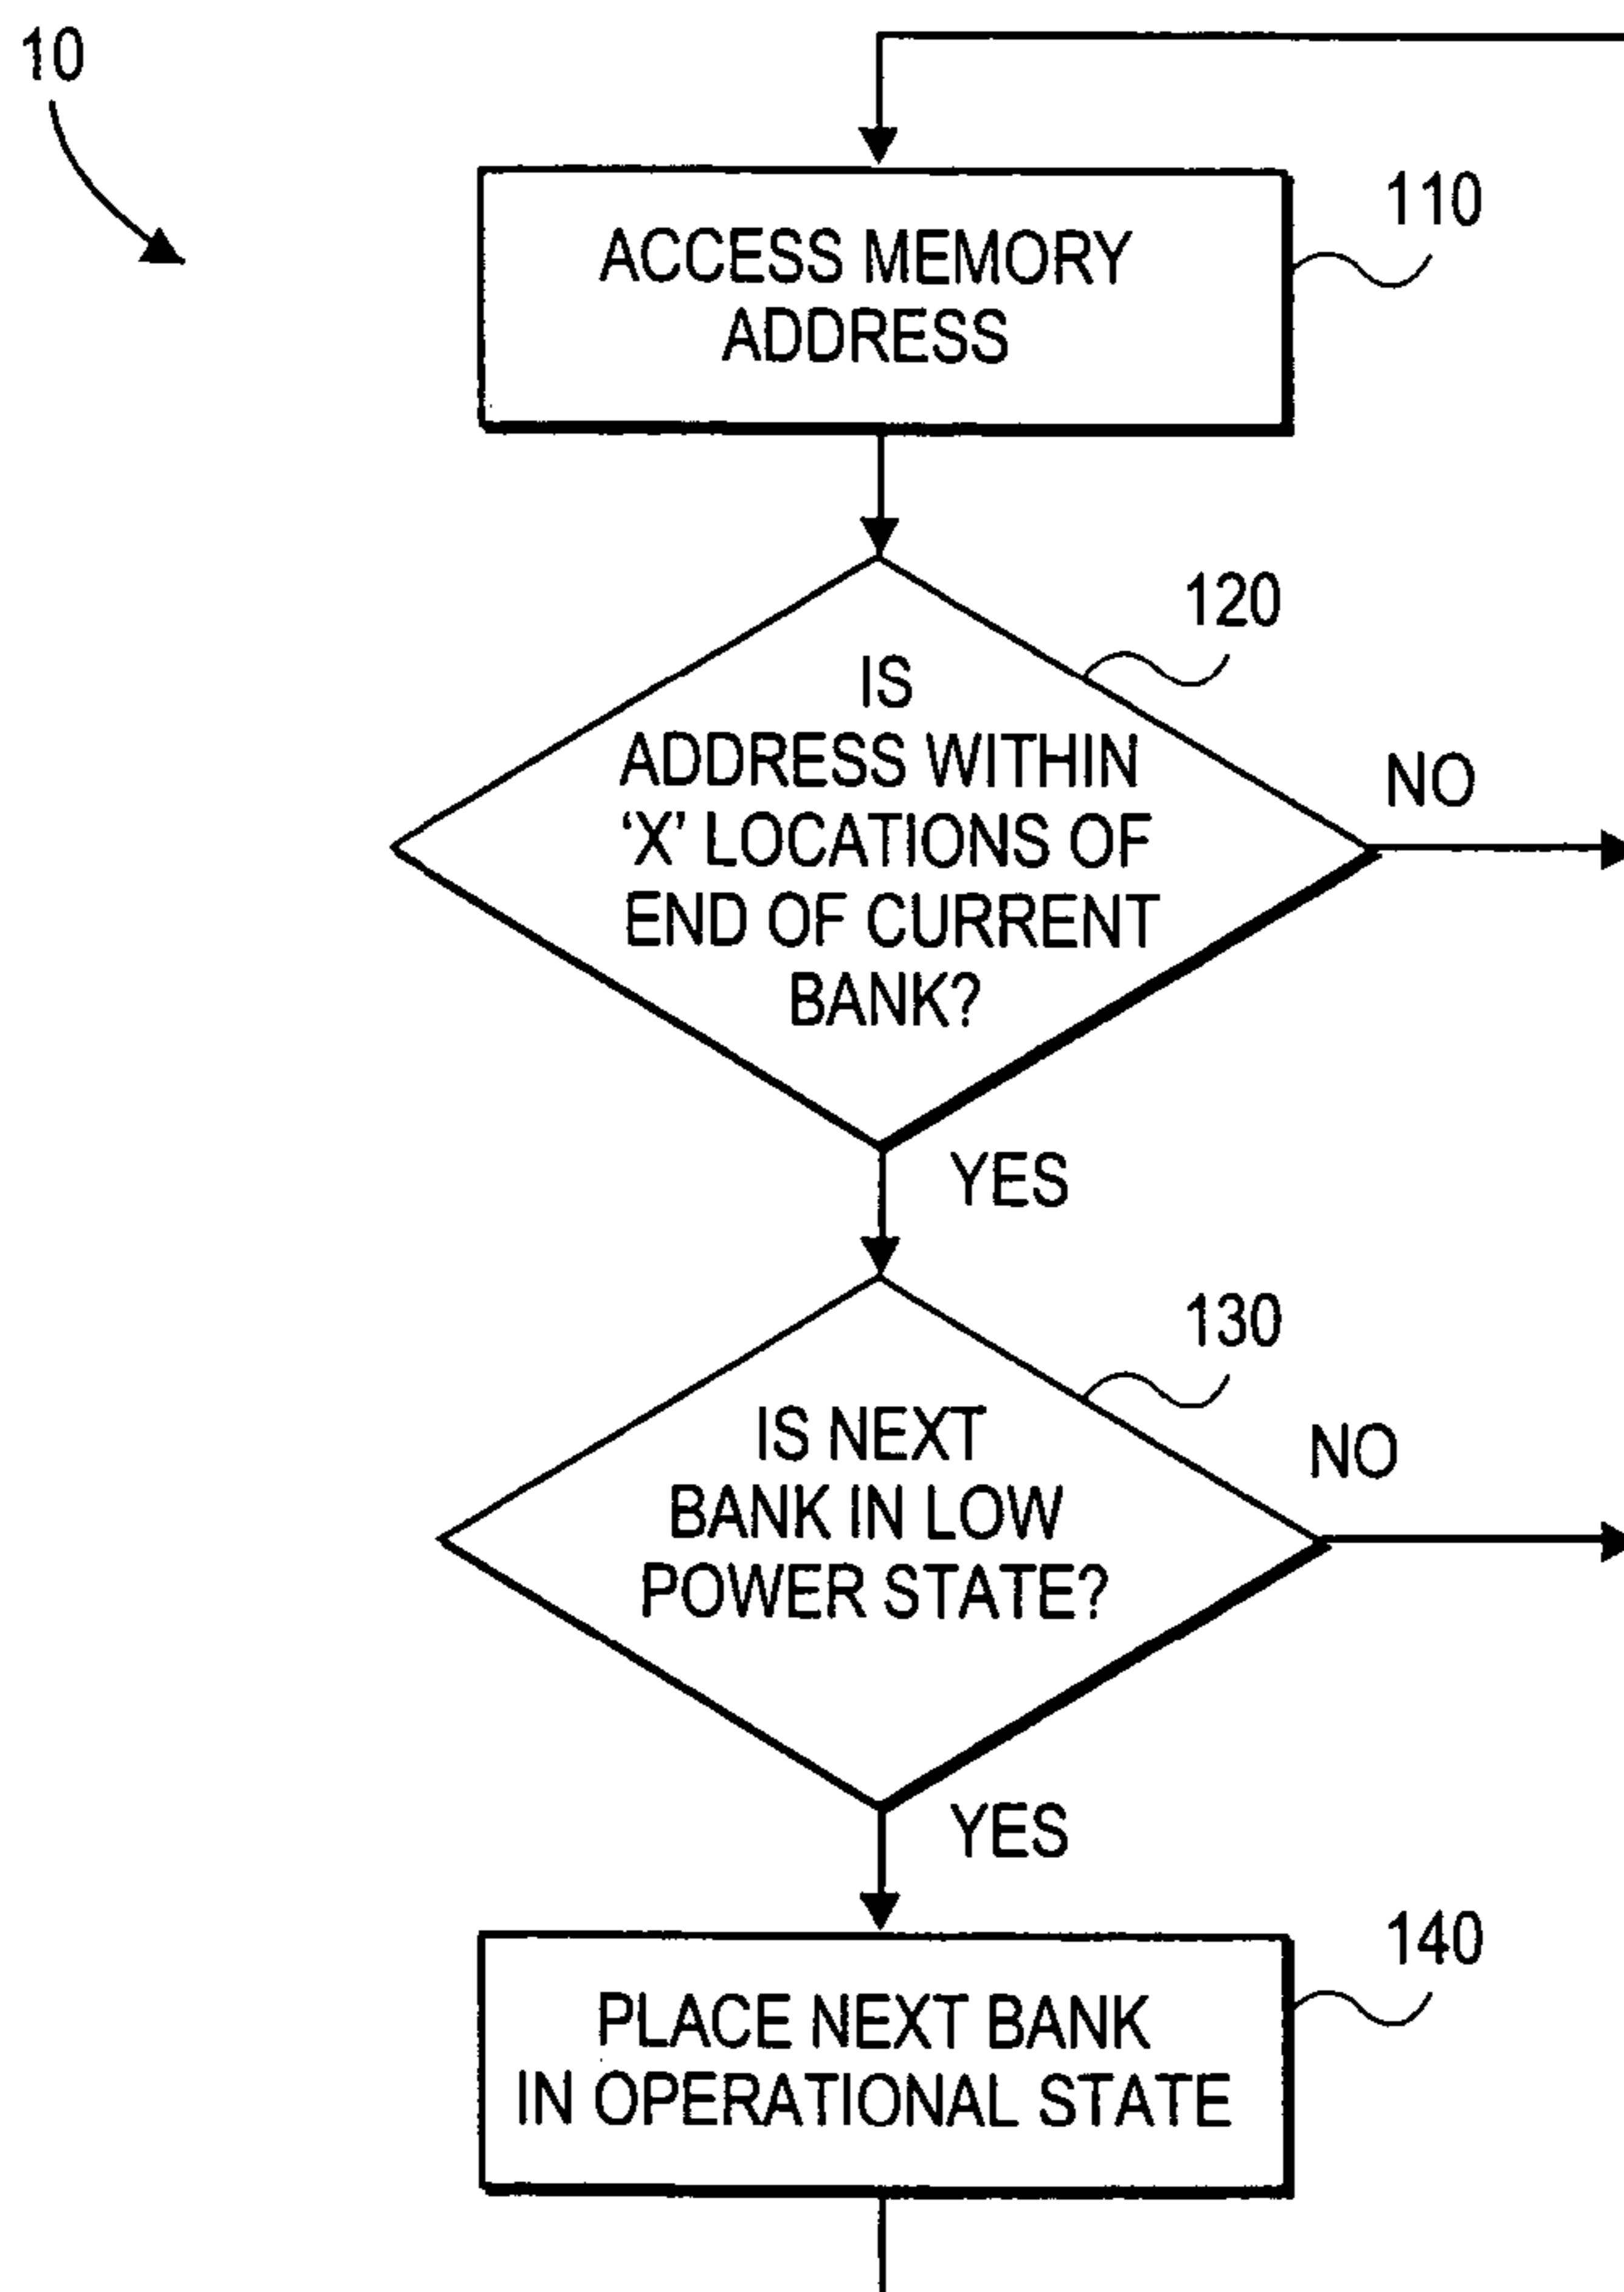 10
110
ACCESS MEMORY
ADDRESS
120
IS
ADDRESS WITHIN
‘X’ LOCATIONS OF
END OF CURRENT
BANK?
NO
YES
130
IS NEXT
BANK IN LOW
POWER STATE?
NO
YES
140
PLACE NEXT BANK
IN OPERATIONAL STATE